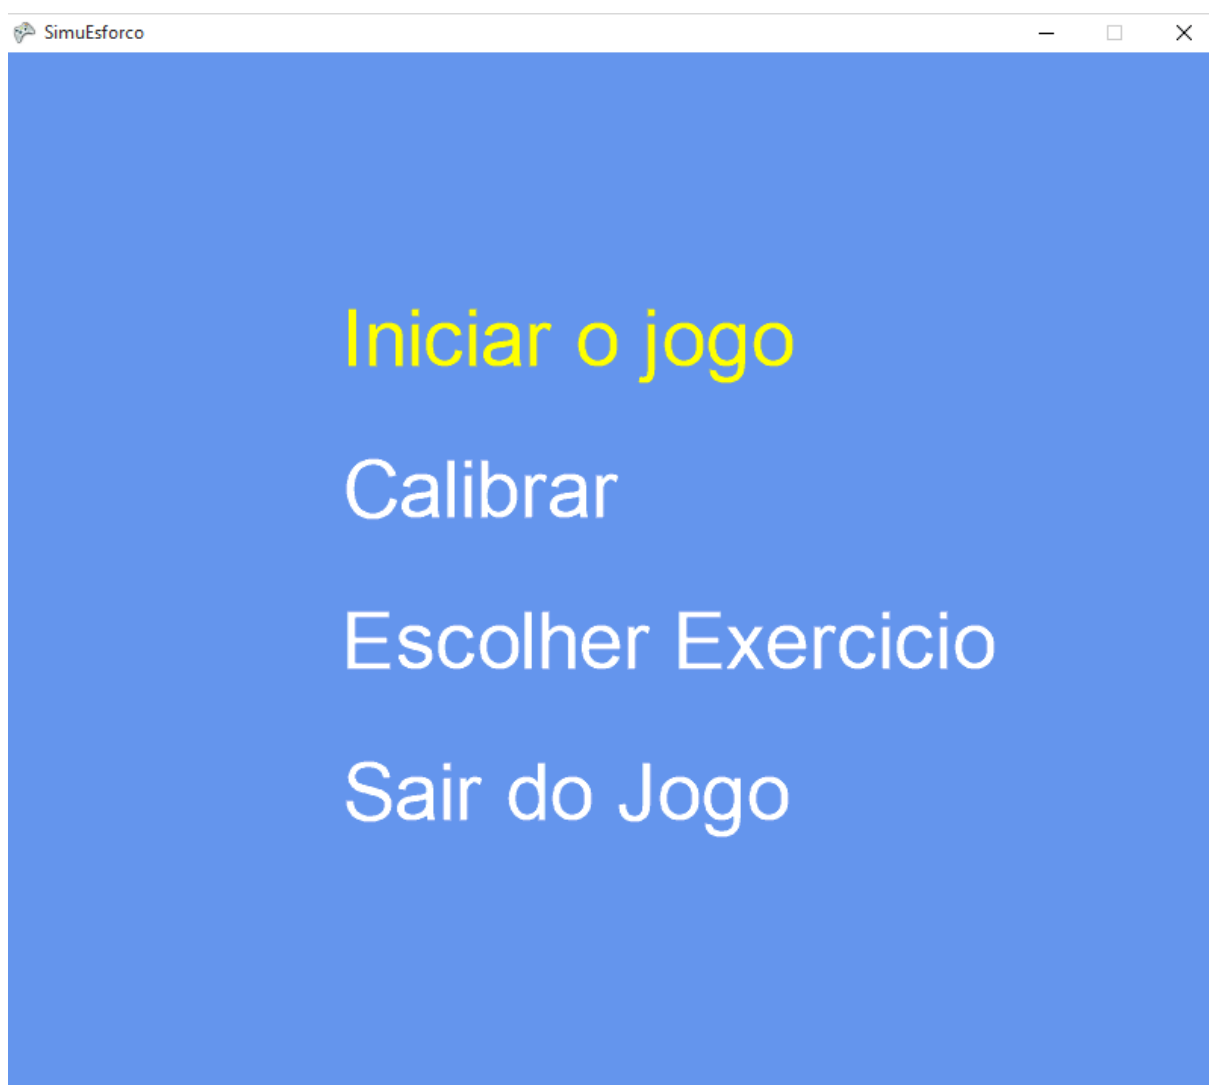 SimuEsforco
Iniciar o jogo
Calibrar
Escolher Exercicio
Sair do Jogo